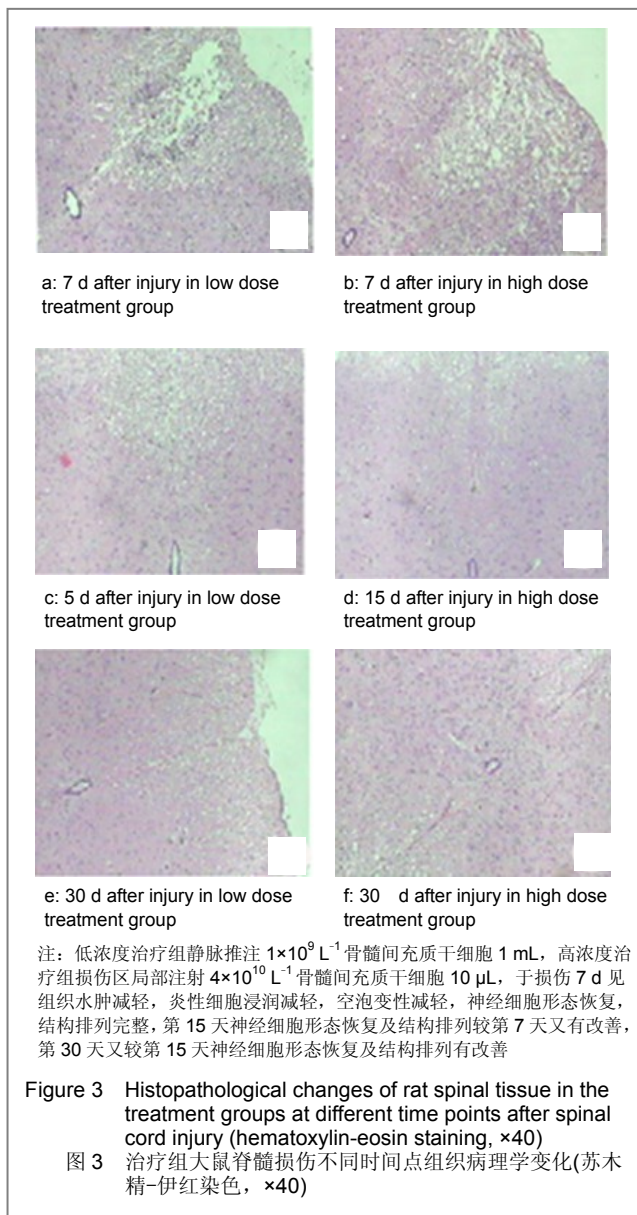 a: 7 d after injury in low dose
treatment group
b: 7 d after injury in high dose
treatment group
c: 5 d after injury in low dose
treatment group
d: 15 d after injury in high dose
treatment group
e: 30 d after injury in low dose
treatment group
f: 30 d after injury in high dose
treatment group
注：低浓度治疗组静脉推注 1×10⁹ L⁻¹ 骨髓间充质干细胞 1 mL，高浓度治
疗组损伤区局部注射 4×10¹⁰ L⁻¹ 骨髓间充质干细胞 10 μL，于损伤 7 d 见
组织水肿减轻，炎性细胞浸润减轻，空泡变性减轻，神经细胞形态恢复，
结构排列完整，第 15 天神经细胞形态恢复及结构排列较第 7 天又有改善，
第 30 天又较第 15 天神经细胞形态恢复及结构排列有改善
Figure 3 Histopathological changes of rat spinal tissue in the
treatment groups at different time points after spinal
cord injury (hematoxylin-eosin staining, ×40)
图 3 治疗组大鼠脊髓损伤不同时间点组织病理学变化(苏木
精-伊红染色，×40)